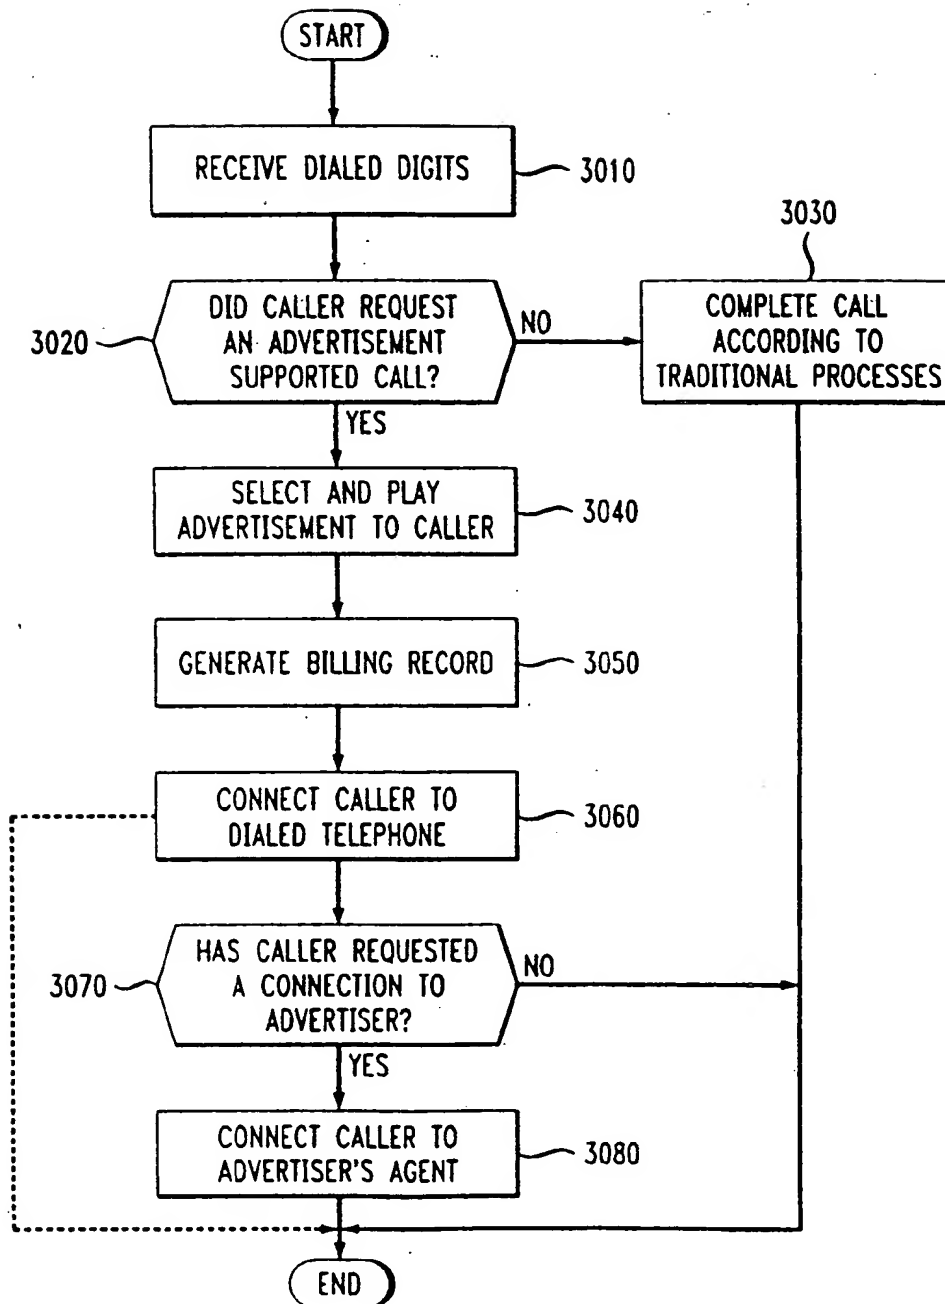 START
RECEIVE DIALED DIGITS
3010
3030
DID CALLER REQUEST
AN ADVERTISEMENT
SUPPORTED CALL?
3020
NO
COMPLETE CALL
ACCORDING TO
TRADITIONAL PROCESSES
YES
SELECT AND PLAY
ADVERTISEMENT TO CALLER
3040
GENERATE BILLING RECORD
3050
CONNECT CALLER TO
DIALED TELEPHONE
3060
HAS CALLER REQUESTED
A CONNECTION TO
ADVERTISER?
3070
NO
YES
CONNECT CALLER TO
ADVERTISER'S AGENT
3080
END